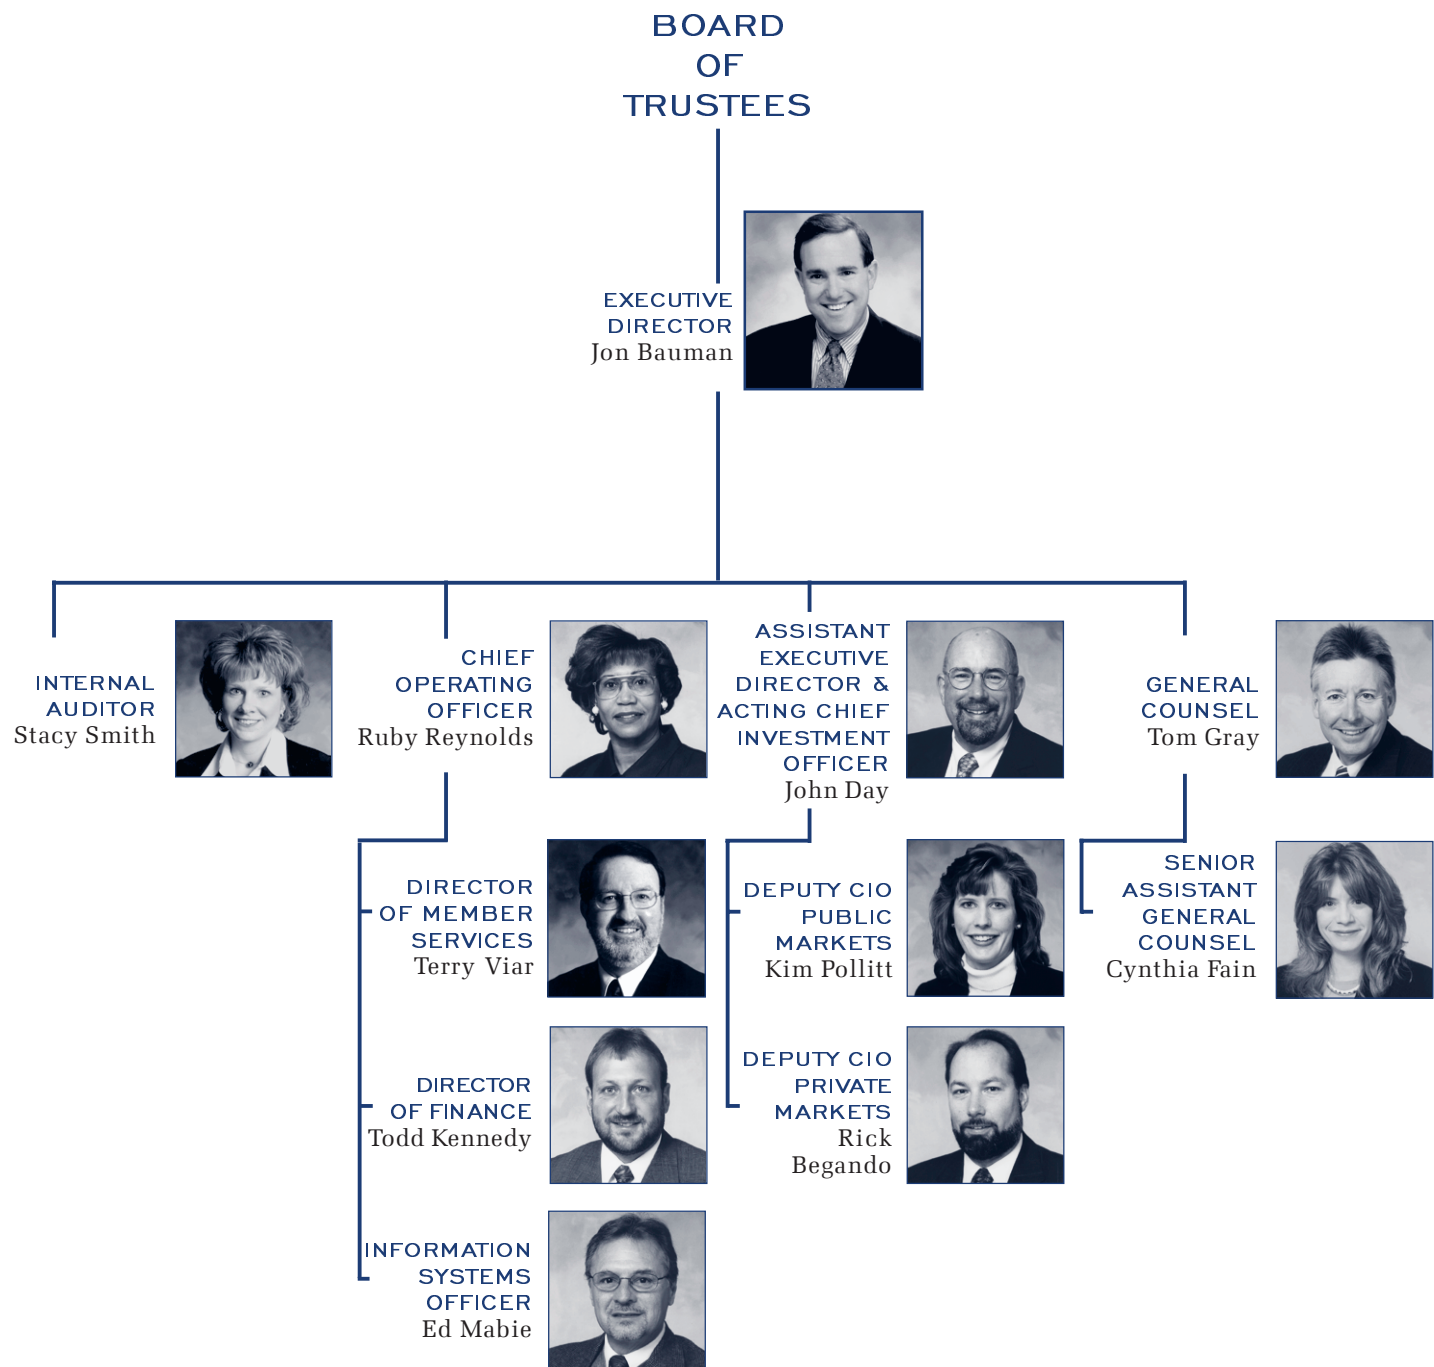 BOARD
OF
TRUSTEES
EXECUTIVE
DIRECTOR
Jon Bauman
INTERNAL
AUDITOR
Stacy Smith
CHIEF
OPERATING
OFFICER
Ruby Reynolds
ASSISTANT
EXECUTIVE
DIRECTOR &
ACTING CHIEF
INVESTMENT
OFFICER
John Day
GENERAL
COUNSEL
Tom Gray
DIRECTOR
OF MEMBER
SERVICES
Terry Viar
DIRECTOR
OF FINANCE
Todd Kennedy
INFORMATION
SYSTEMS
OFFICER
Ed Mabie
DEPUTY CIO
PUBLIC
MARKETS
Kim Pollitt
DEPUTY CIO
PRIVATE
MARKETS
Rick
Begando
SENIOR
ASSISTANT
GENERAL
COUNSEL
Cynthia Fain